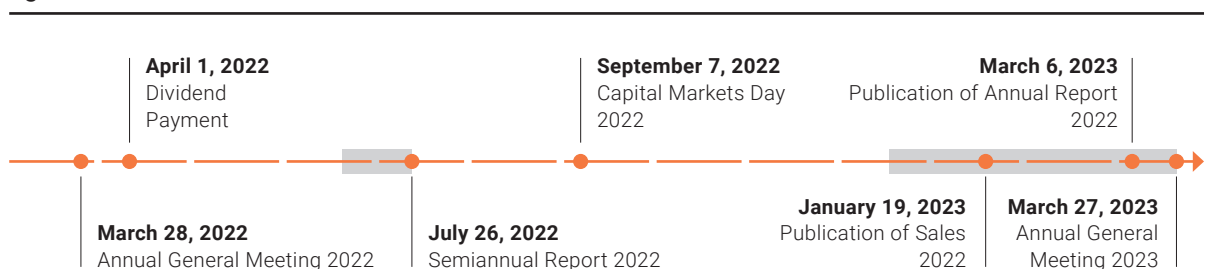 April 1, 2022
Dividend
Payment
September 7, 2022
Capital Markets Day
2022
March 6, 2023
Publication of Annual Report
2022
March 28, 2022
Annual General Meeting 2022
July 26, 2022
Semiannual Report 2022
January 19, 2023
Publication of Sales
2022
March 27, 2023
Annual General
Meeting 2023